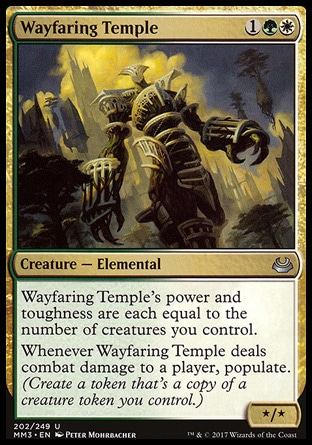 Wayfaring Temple 1
Creature — Elemental
Wayfaring Temple's power and
toughness are each equal to the
number of creatures you control.
Whenever Wayfaring Temple deals
combat damage to a player, populate.
(Create a token that's a copy of a
creature token you control.)
*/*
202/249 U
MM3 • EN Peter Mohrbacher
™ & © 2017 Wizards of the Coast